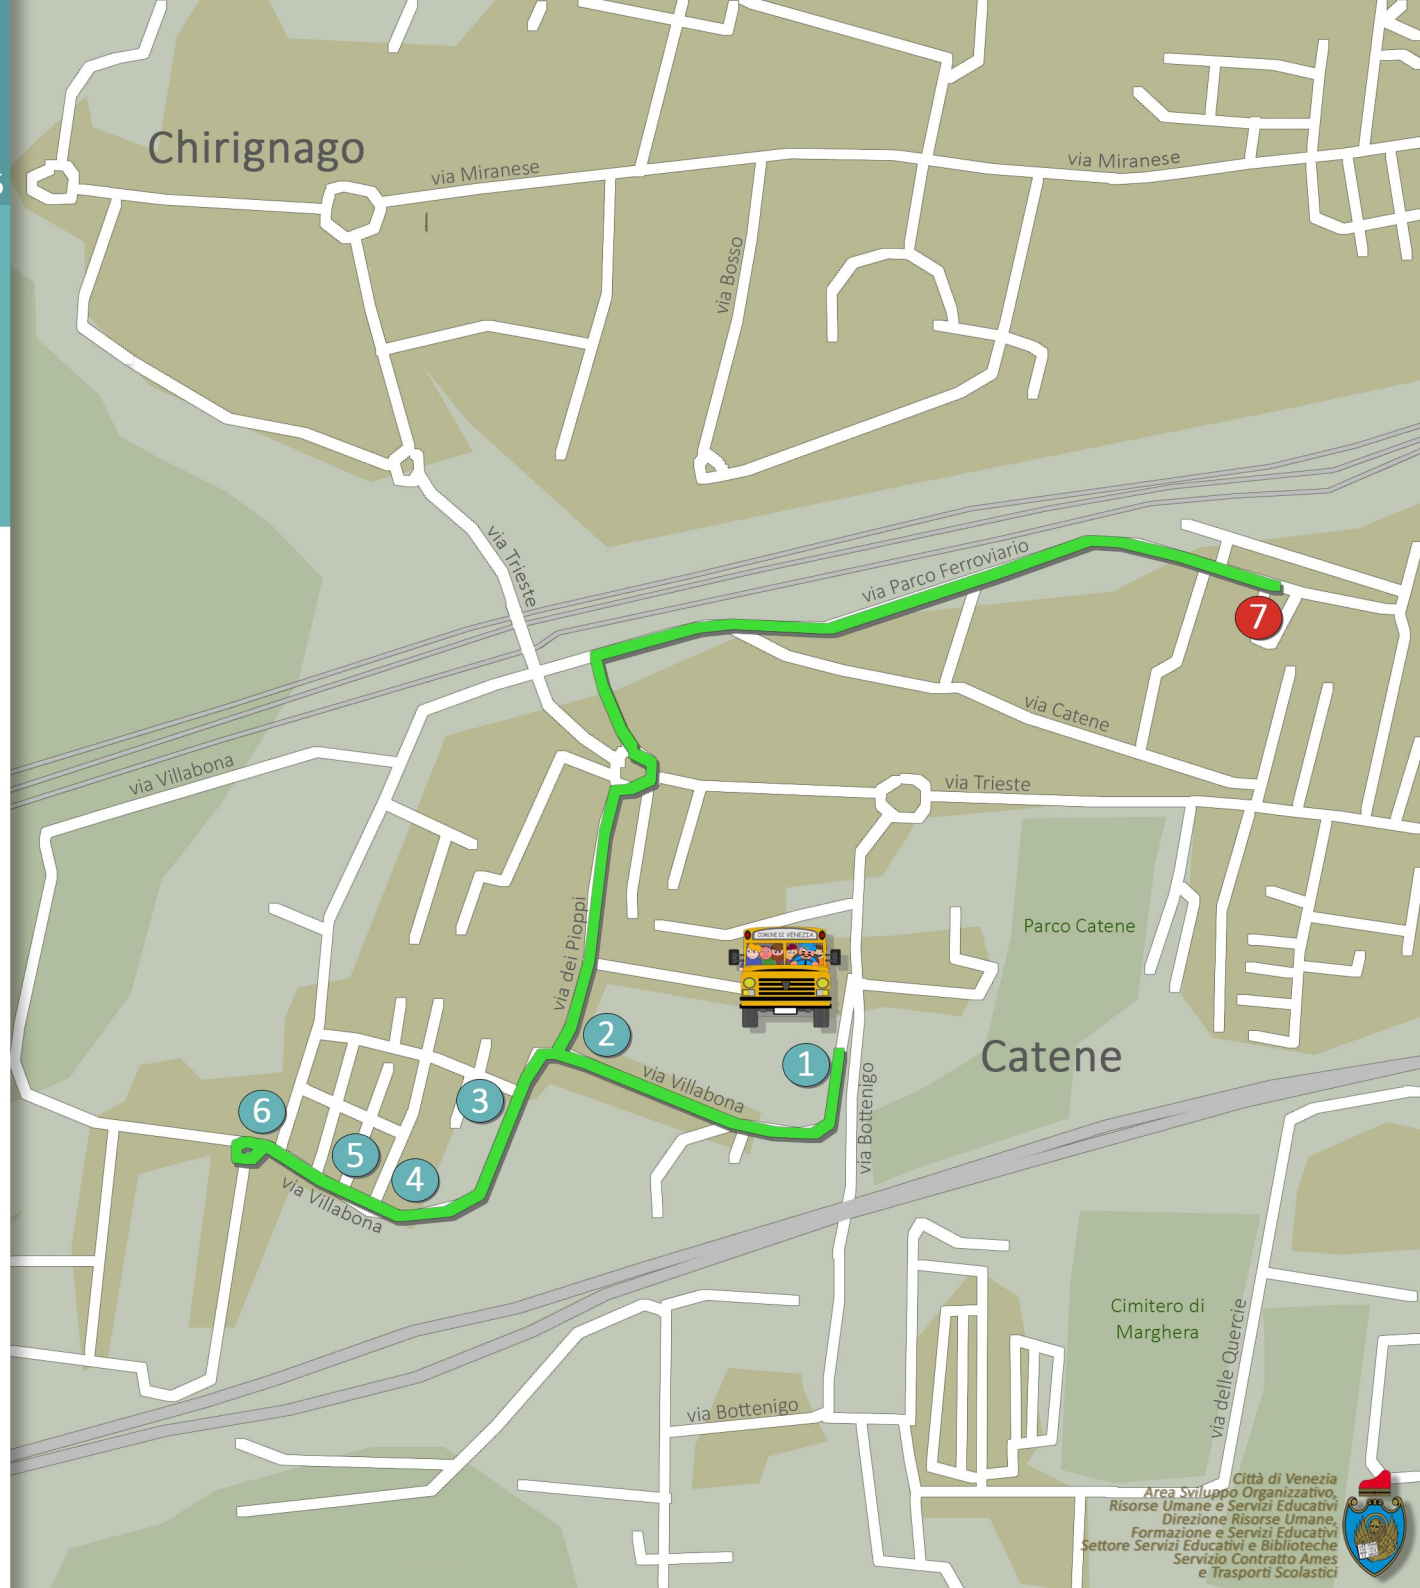 Chirignago
via Miranese
via Miranese
s
via Bosso
via Trieste
via Parco Ferroviario
7
via Catene
via Villabona
via Trieste
via dei Pioppi
Parco Catene
COMUNE DI VENEZIA
2
1
Catene
via Villabona
via Bottenigo
3
6
5
4
via Villabona
Cimitero di
Marghera
via delle Quercie
via Bottenigo
Città di Venezia
Area Sviluppo Organizzativo,
Risorse Umane e Servizi Educativi
Direzione Risorse Umane,
Formazione e Servizi Educativi
Settore Servizi Educativi e Biblioteche
Servizio Contratto Ames
e Trasporti Scolastici